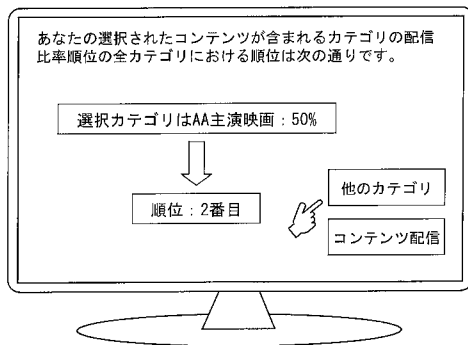 あなたの選択されたコンテンツが含まれるカテゴリの配信
比率順位の全カテゴリにおける順位は次の通りです。
選択カテゴリはAA主演映画：50%
順位：2番目
他のカテゴリ
コンテンツ配信